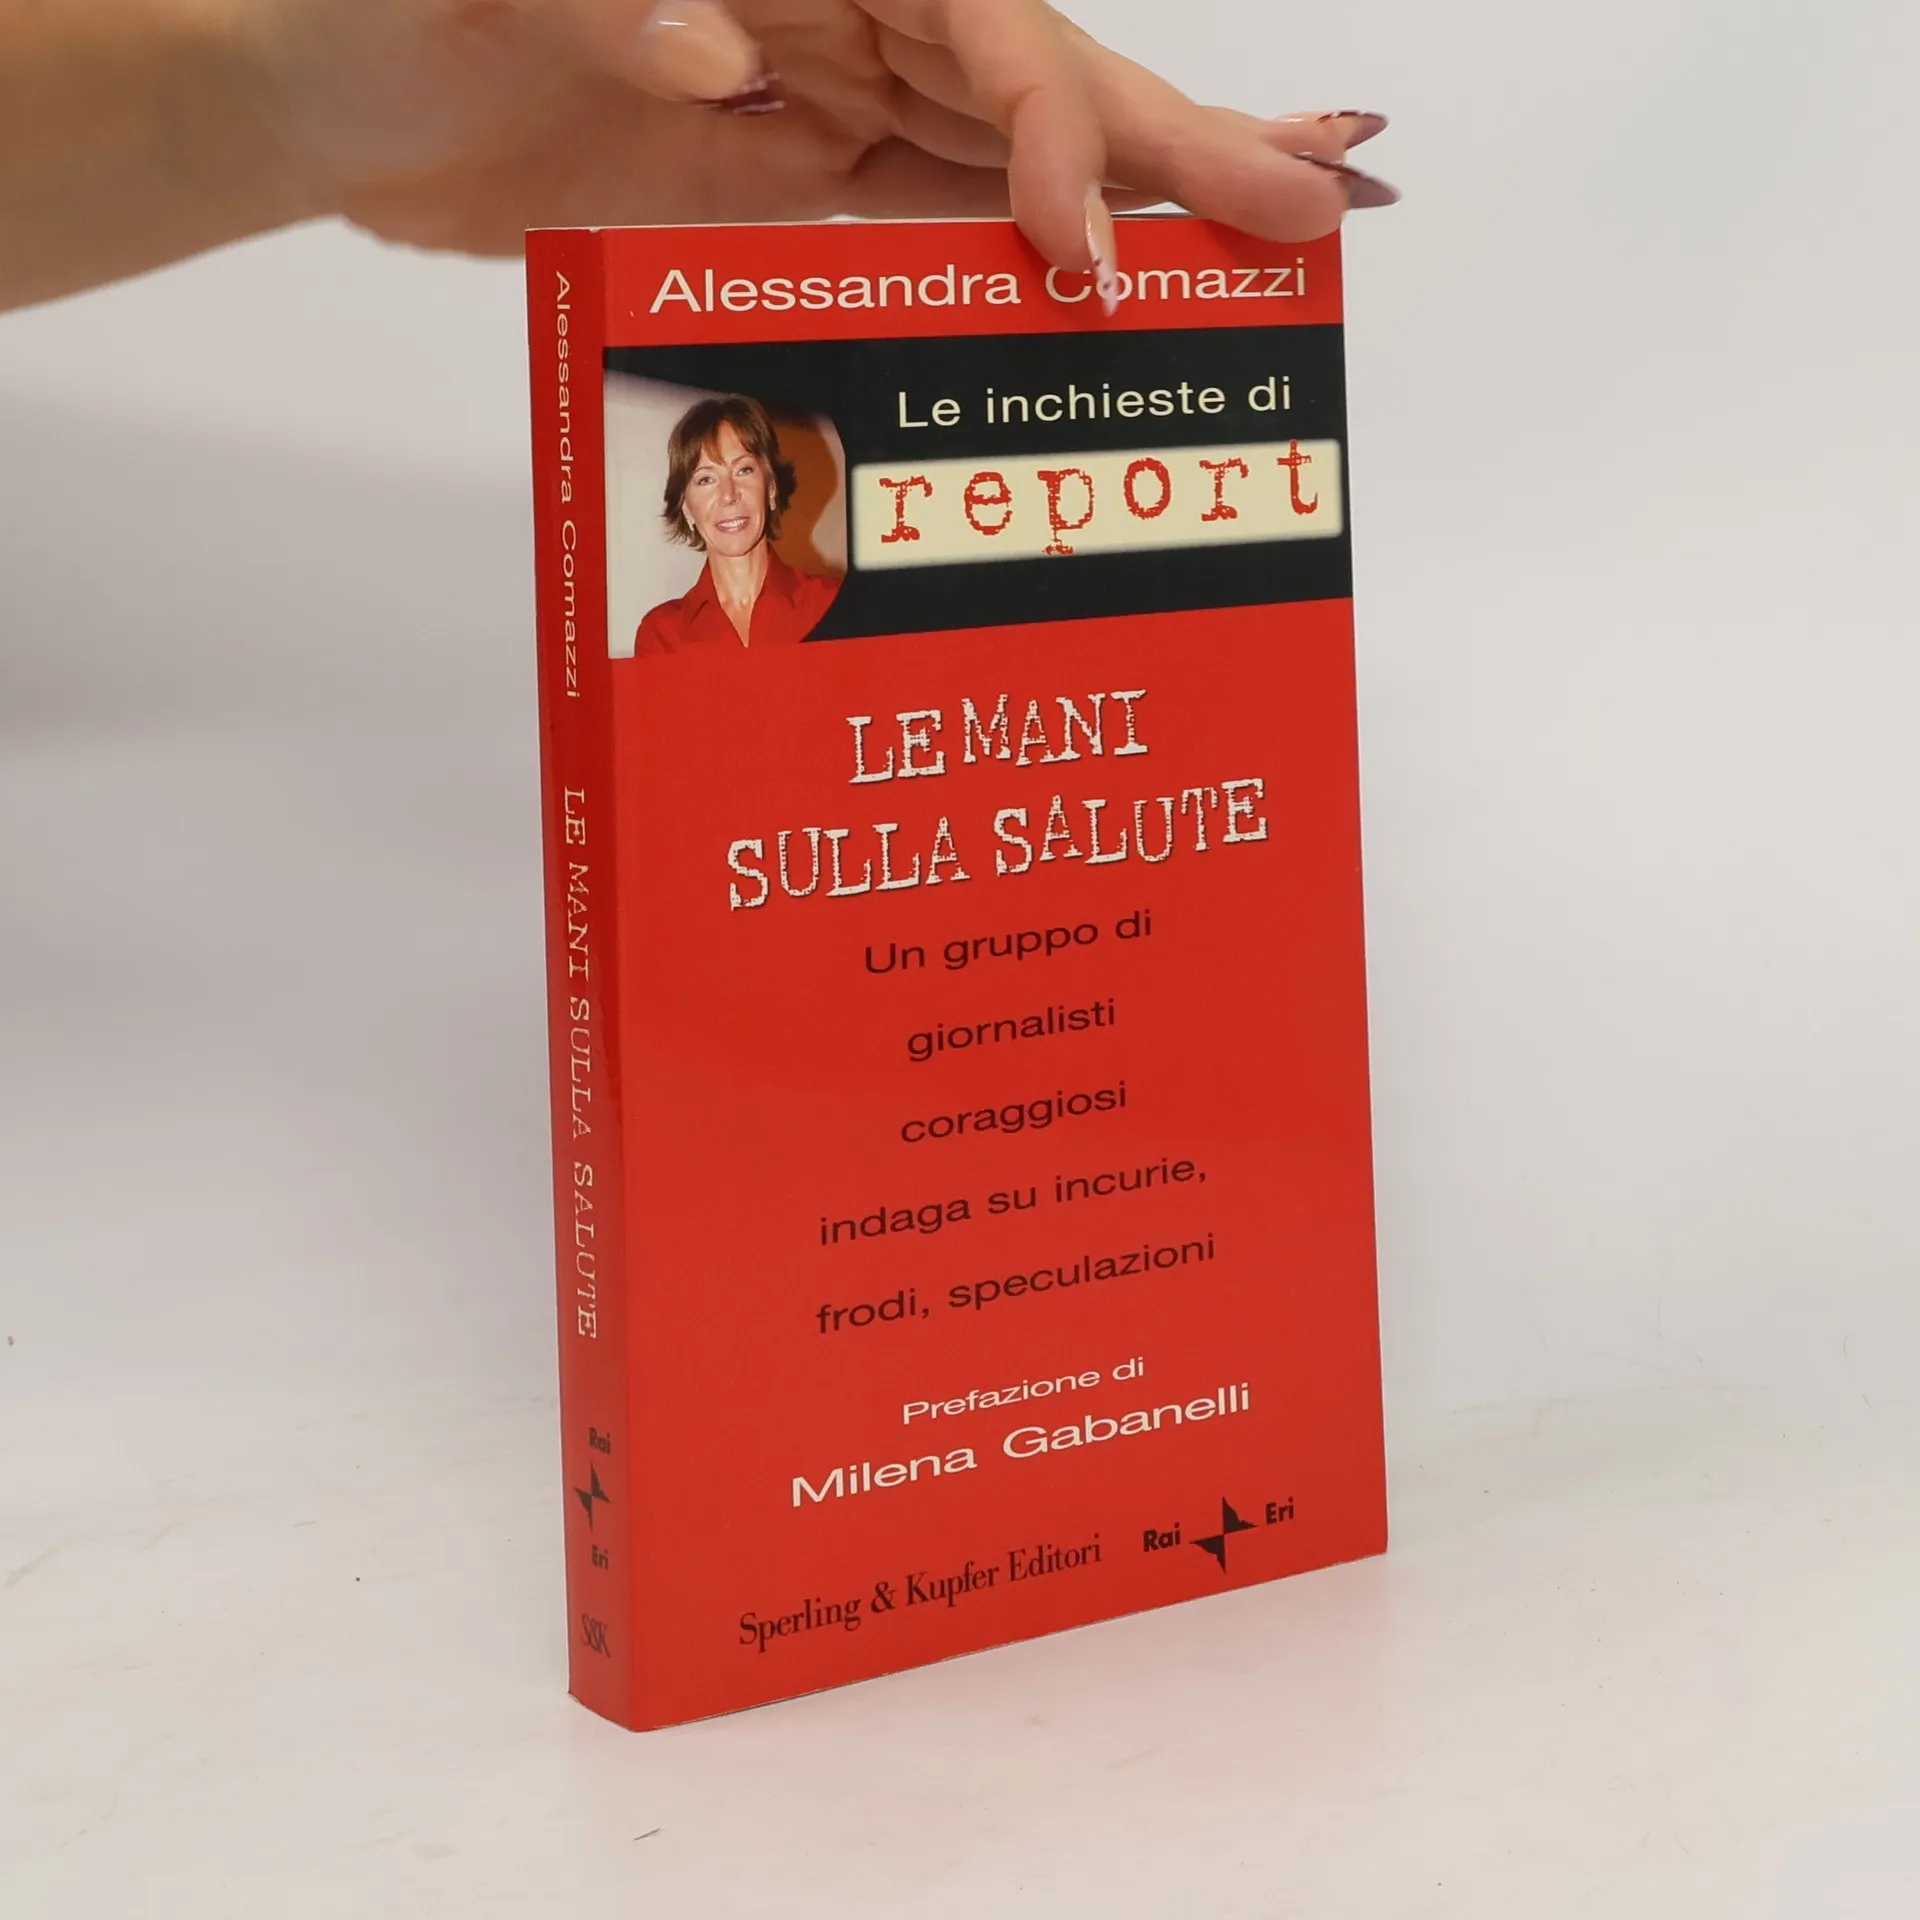 Alessandra Comazzi
Le inchieste di
report
LE MANI
SULLA SALUTE
Un gruppo di
giornalisti
coraggiosi
indaga su incurie,
frodi, speculazioni
Prefazione di
Milena Gabanelli
Sperling & Kupfer Editori
Rai Eri
Alessandra Comazzi LE MANI SULLA SALUTE
Rai
Eri
S&K